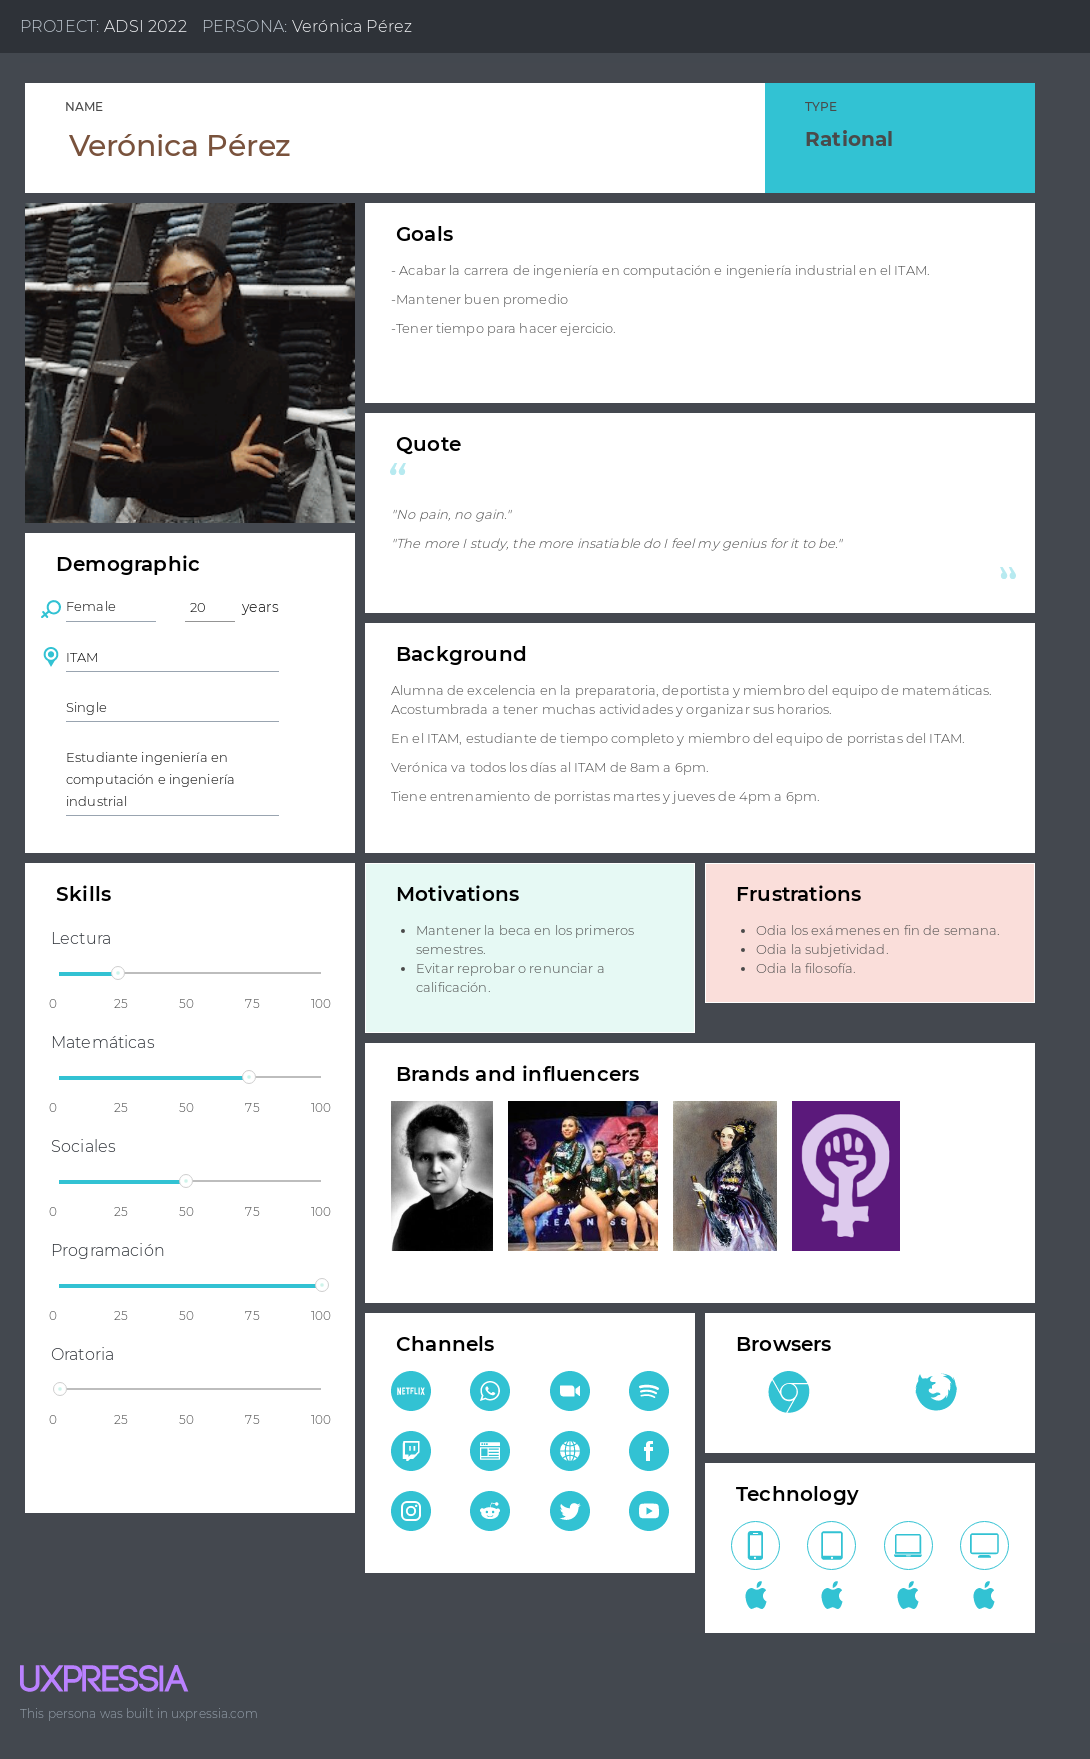 PROJECT: ADSI 2022 PERSONA: Verónica Pérez
NAME
Verónica Pérez
TYPE
Rational
Goals
- Acabar la carrera de ingeniería en computación e ingeniería industrial en el ITAM.
-Mantener buen promedio
-Tener tiempo para hacer ejercicio.
Quote
“
"No pain, no gain."
"The more I study, the more insatiable do I feel my genius for it to be."
”
Demographic
Female 20 years
ITAM
Single
Estudiante ingeniería en
computación e ingeniería
industrial
Background
Alumna de excelencia en la preparatoria, deportista y miembro del equipo de matemáticas.
Acostumbrada a tener muchas actividades y organizar sus horarios.
En el ITAM, estudiante de tiempo completo y miembro del equipo de porristas del ITAM.
Verónica va todos los días al ITAM de 8am a 6pm.
Tiene entrenamiento de porristas martes y jueves de 4pm a 6pm.
Skills
Lectura
0 25 50 75 100
Matemáticas
0 25 50 75 100
Sociales
0 25 50 75 100
Programación
0 25 50 75 100
Oratoria
0 25 50 75 100
Motivations
• Mantener la beca en los primeros
semestres.
• Evitar reprobar o renunciar a
calificación.
Frustrations
• Odia los exámenes en fin de semana.
• Odia la subjetividad.
• Odia la filosofía.
Brands and influencers
Channels
NETFLIX
Browsers
Technology
UXPRESSIA
This persona was built in uxpressia.com